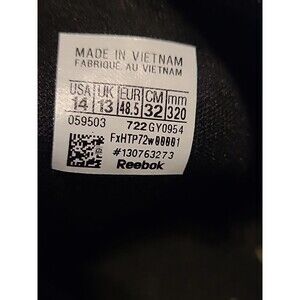 MADE IN VIETNAM
FABRIQUÉ AU VIETNAM
USA UK EUR CM mm
14 13 48.5 32 320
059503 722 GY0954
FxHTP72w00001
#130763273
Reebok